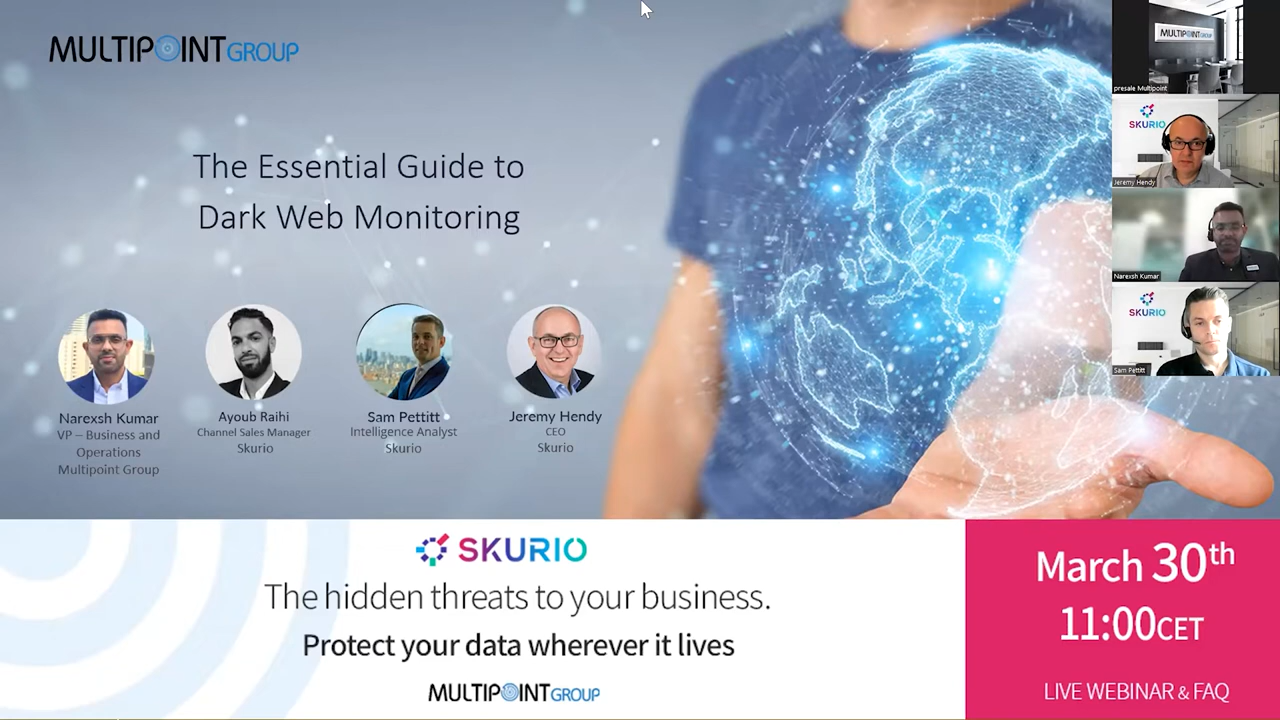 MULTIPOINT GROUP
The Essential Guide to
Dark Web Monitoring
Narexsh Kumar
VP – Business and
Operations
Multipoint Group
Ayoub Raihi
Channel Sales Manager
Skurio
Sam Pettitt
Intelligence Analyst
Skurio
Jeremy Hendy
CEO
Skurio
MULTIPOINT GROUP
presale Multipoint
SKURIO
Jeremy Hendy
Narexsh Kumar
SKURIO
Sam Pettitt
SKURIO
The hidden threats to your business.
Protect your data wherever it lives
MULTIPOINT GROUP
March 30th
11:00CET
LIVE WEBINAR & FAQ